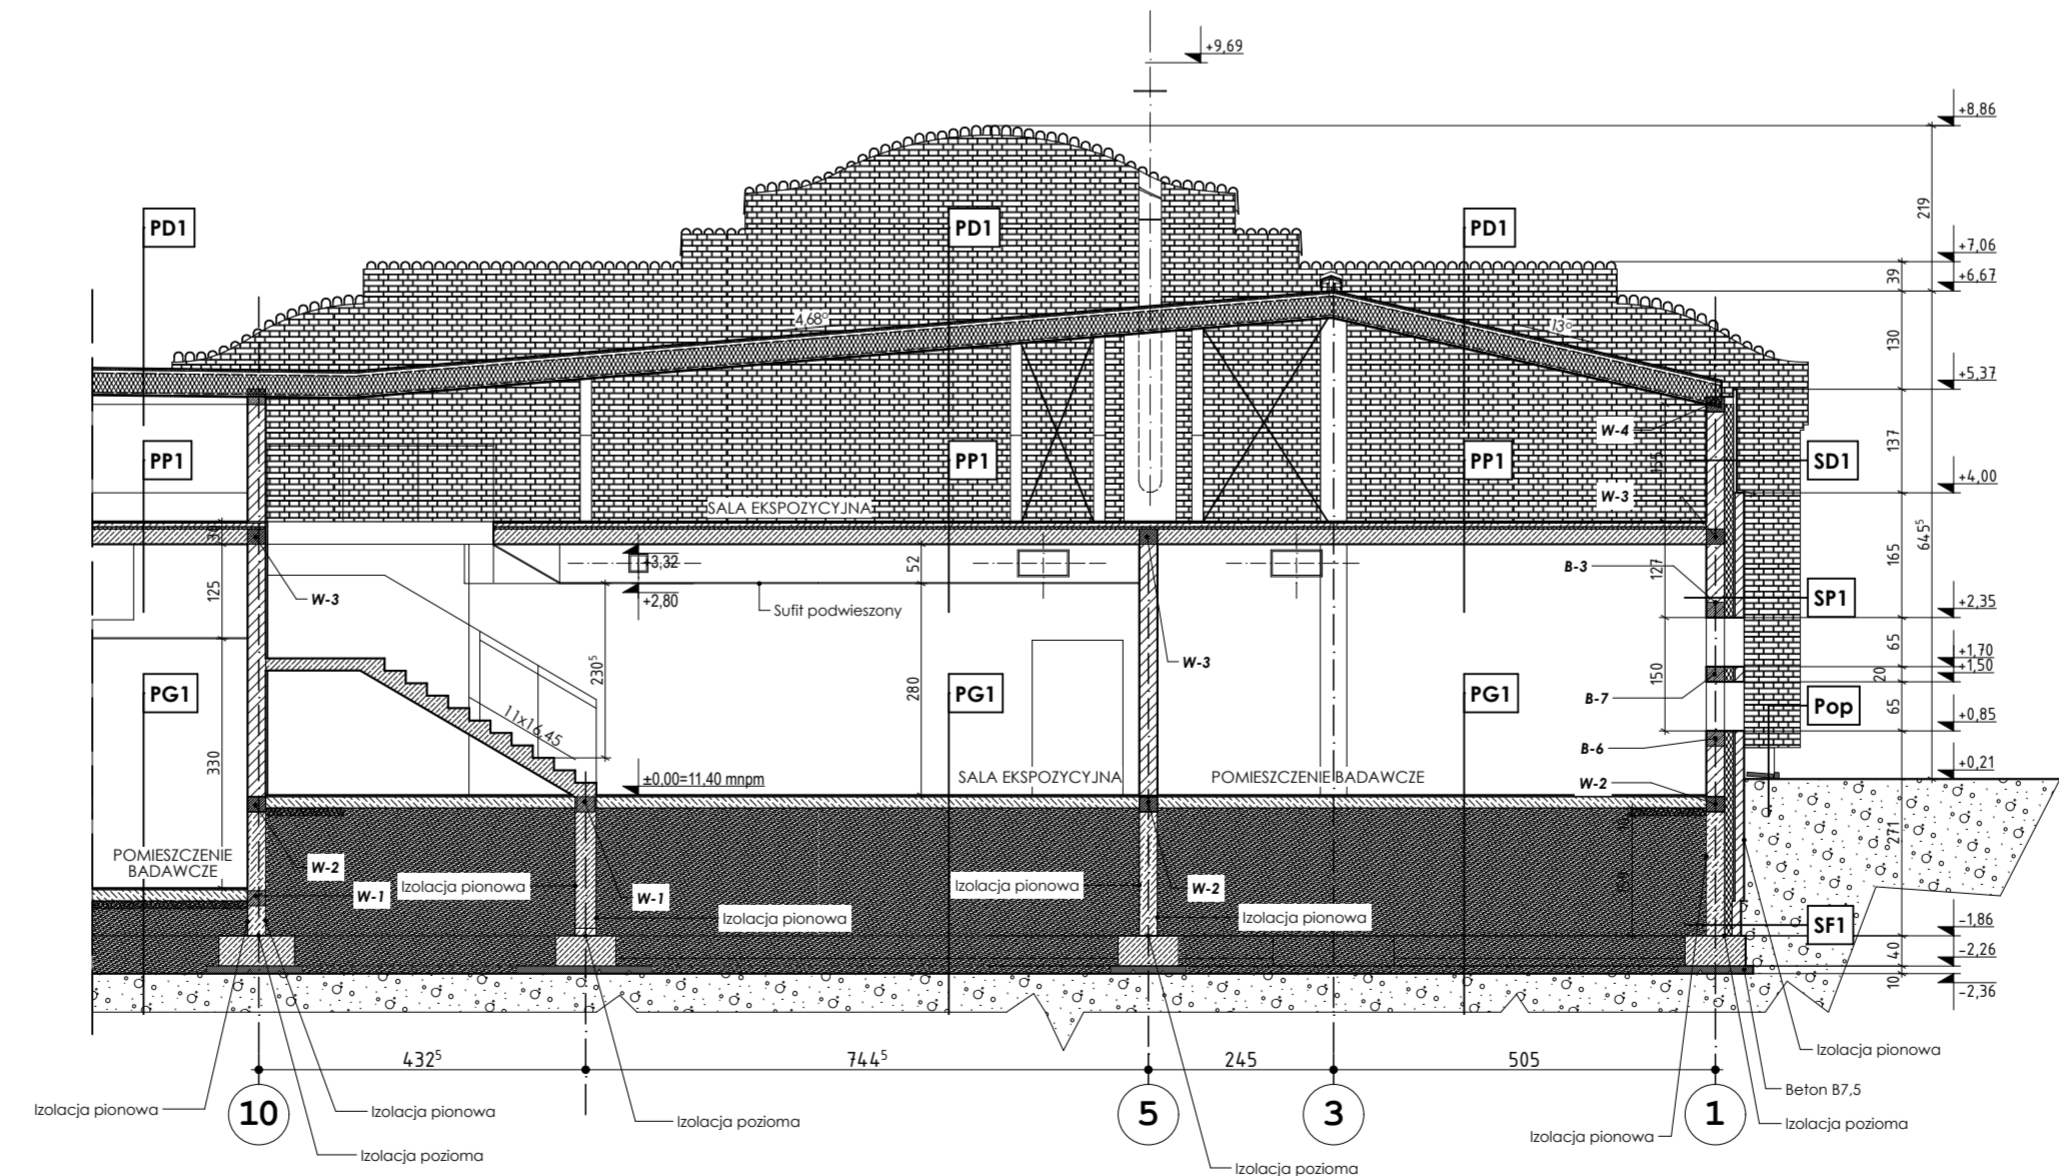 +9,69
+8,86
219
PD1
PD1
PD1
+7,06
39
+6,67
4,68°
13°
130
+5,37
W-4
137
PP1
PP1
PP1
SD1
+4,00
W-3
SALA EKSPOZYCYJNA
645⁵
30
+3,32
52
127
165
B-3
125
W-3
+2,80
Sufit podwieszony
SP1
+2,35
65
W-3
230⁵
+1,70
150
20
+1,50
PG1
280
PG1
PG1
B-7
Pop
65
11x16,45
+0,85
B-6
330
±0,00=11,40 mnpm
SALA EKSPOZYCYJNA
POMIESZCZENIE BADAWCZE
+0,21
W-2
271
POMIESZCZENIE
BADAWCZE
W-2
W-1
Izolacja pionowa
W-1
Izolacja pionowa
W-2
Izolacja pionowa
Izolacja pionowa
SF1
-1,86
40
-2,26
10
-2,36
432⁵
744⁵
245
505
Izolacja pionowa
Beton B7,5
Izolacja pionowa
10
Izolacja pionowa
Izolacja pozioma
5
3
1
Izolacja pozioma
Izolacja pionowa
Izolacja pozioma
Izolacja pozioma